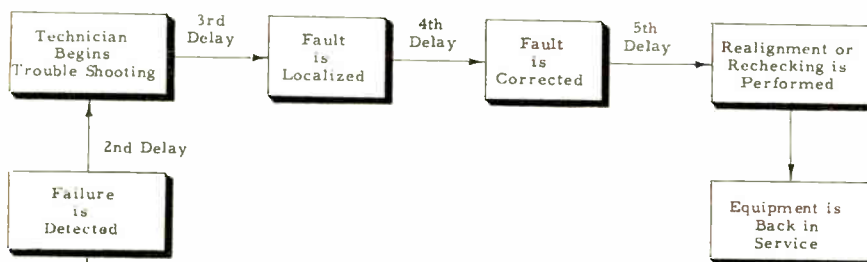 Technician
Begins
Trouble Shooting
3rd
Delay
Fault
is
Localized
4th
Delay
Fault
is
Corrected
5th
Delay
Realignment or
Rechecking is
Performed
2nd Delay
Failure
is
Detected
Equipment is
Back in
Service